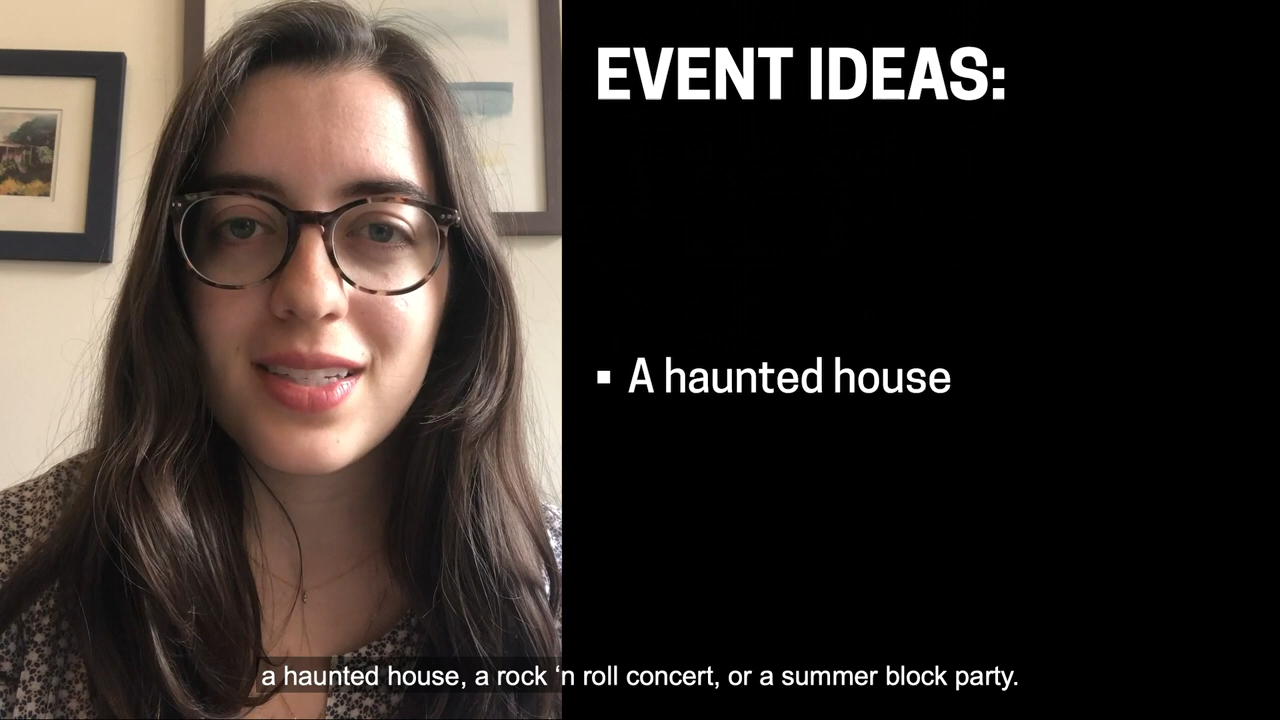 EVENT IDEAS:
▪ A haunted house
a haunted house, a rock ‘n roll concert, or a summer block party.